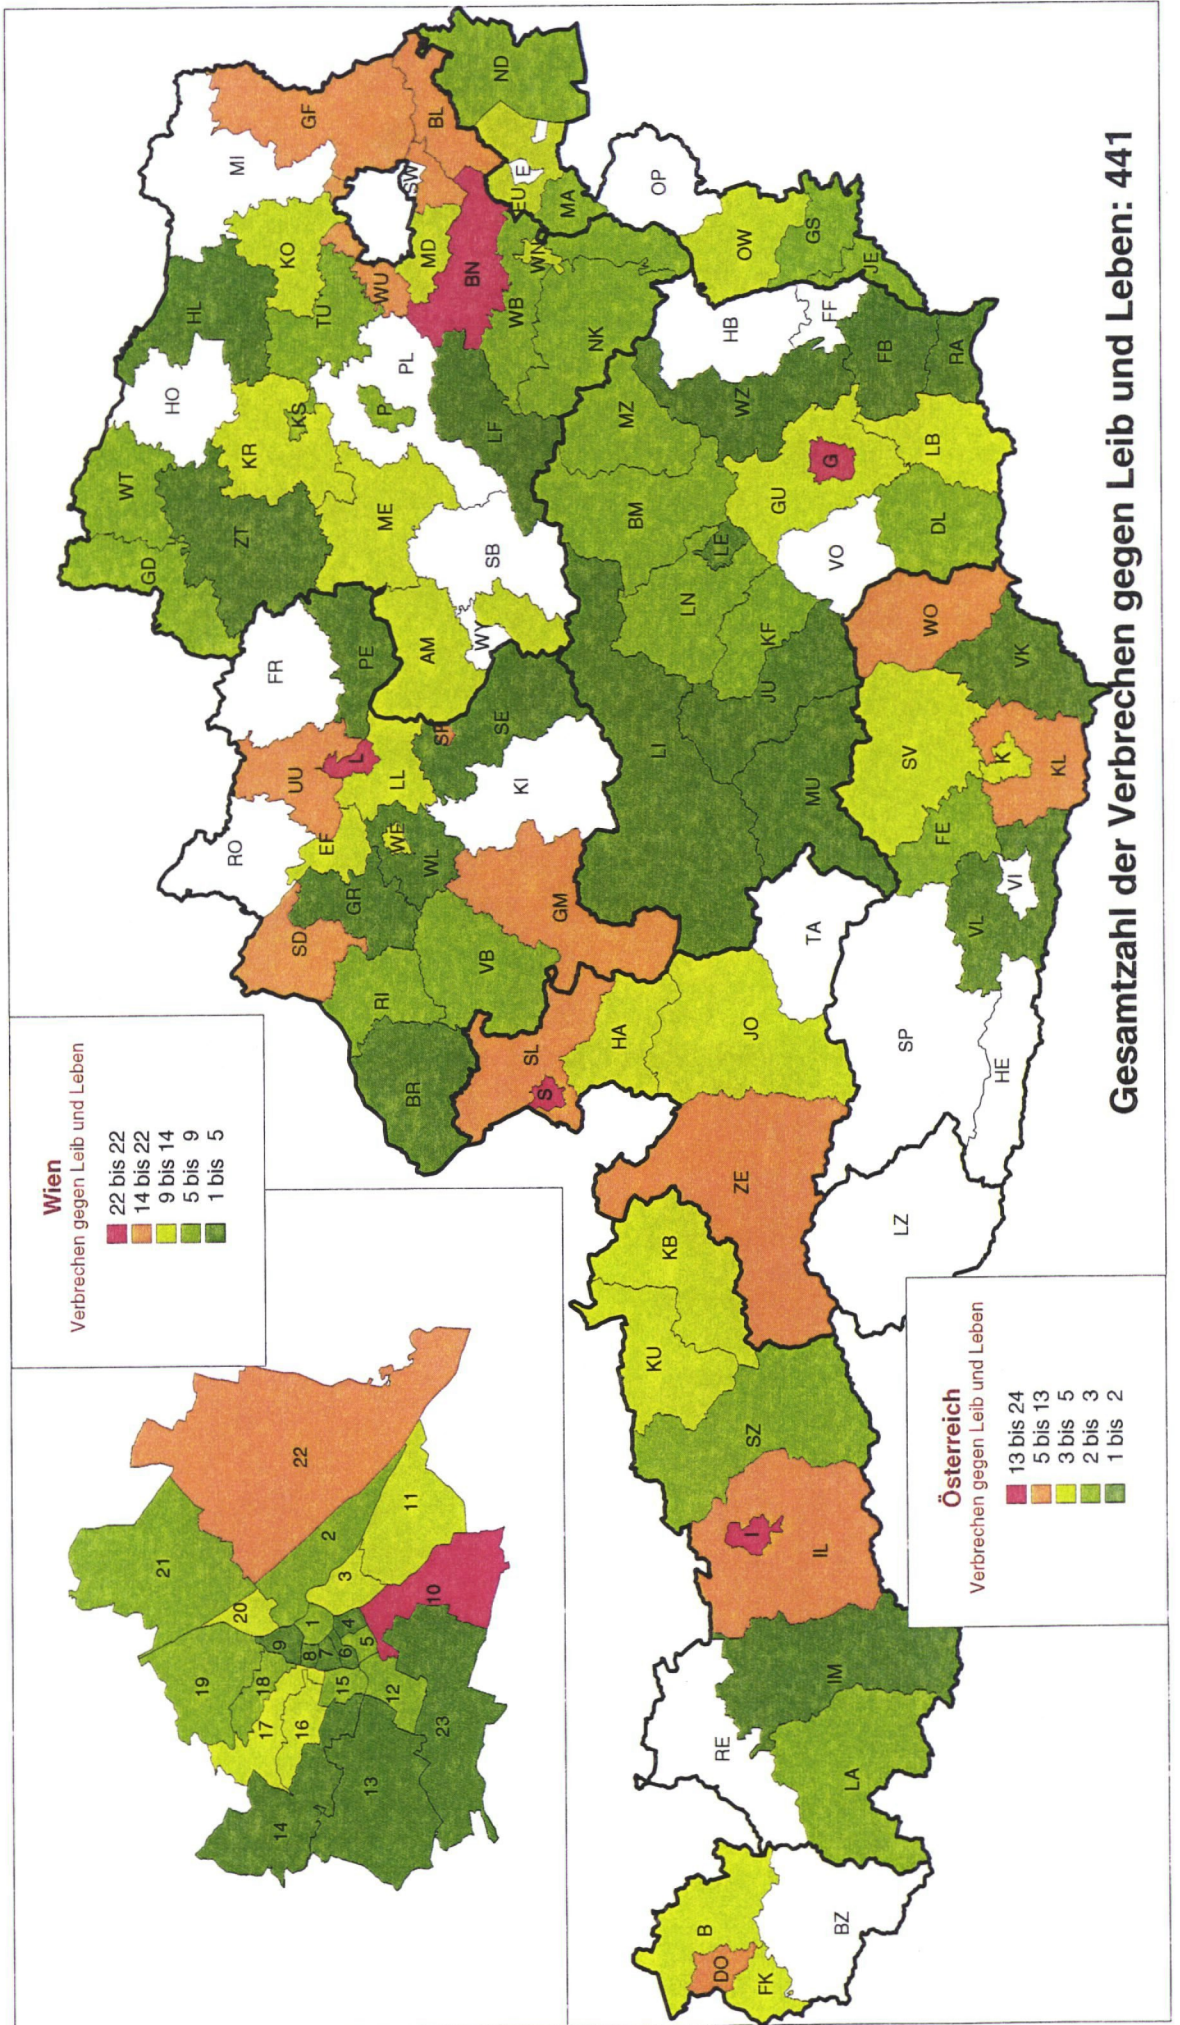 Wien
Verbrechen gegen Leib und Leben
22 bis 22
14 bis 22
9 bis 14
5 bis 9
1 bis 5
22
21
11
2
20
3
10
1
4
19
9
8
7
6
5
18
15
12
17
16
23
13
14
MI
GF
BL
ND
SW
EU
E
MA
OP
KO
MD
WU
BN
WN
OW
GS
HL
TU
WB
JE
HO
PL
NK
HB
FF
P
FB
RA
KR
KS
LF
MZ
WZ
WT
ME
G
LB
GD
ZT
SB
BM
GU
LE
VO
DL
FR
PE
AM
WY
LN
KF
WO
VK
UU
L
LL
SR
SE
JU
LI
SV
K
KL
RO
EF
WE
WL
KI
MU
FE
VI
SD
GR
GM
TA
VL
RI
VB
HA
JO
SP
HE
BR
SL
S
ZE
LZ
KB
KU
SZ
I
IL
IM
RE
LA
B
DO
FK
BZ
Österreich
Verbrechen gegen Leib und Leben
13 bis 24
5 bis 13
3 bis 5
2 bis 3
1 bis 2
Gesamtzahl der Verbrechen gegen Leib und Leben: 441